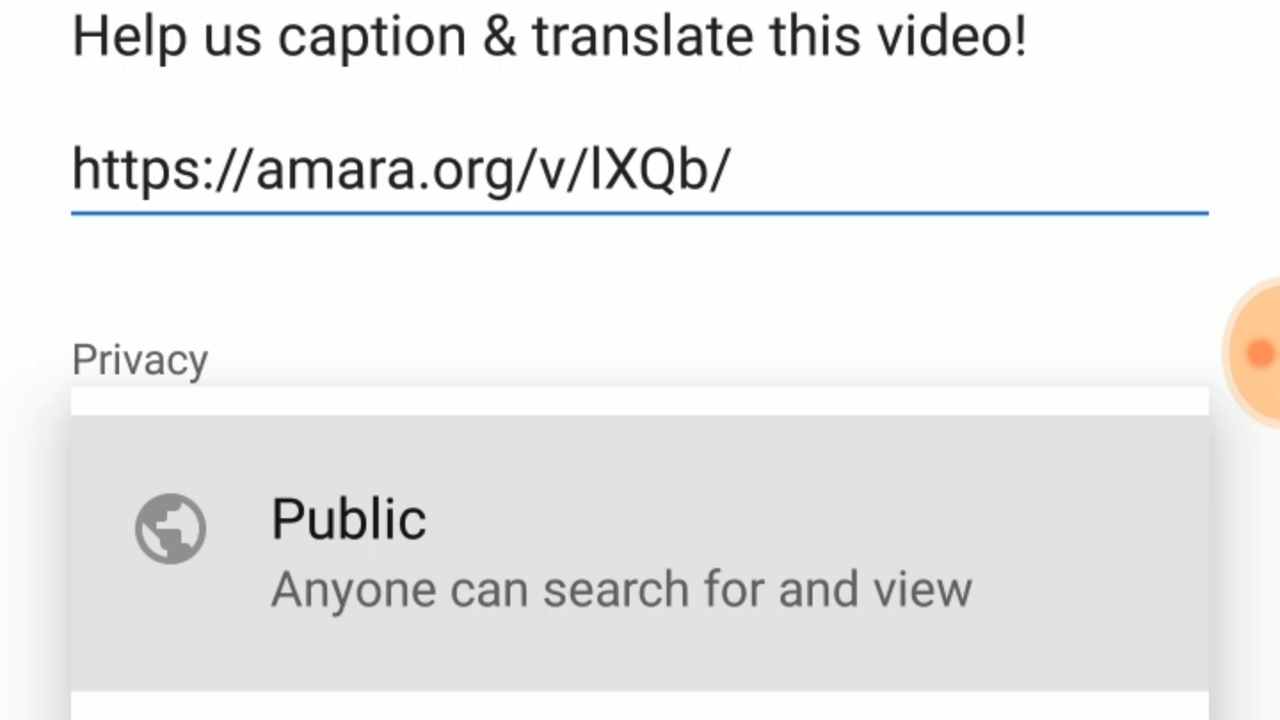 Help us caption & translate this video!
https://amara.org/v/lXQb/
Privacy
Public
Anyone can search for and view